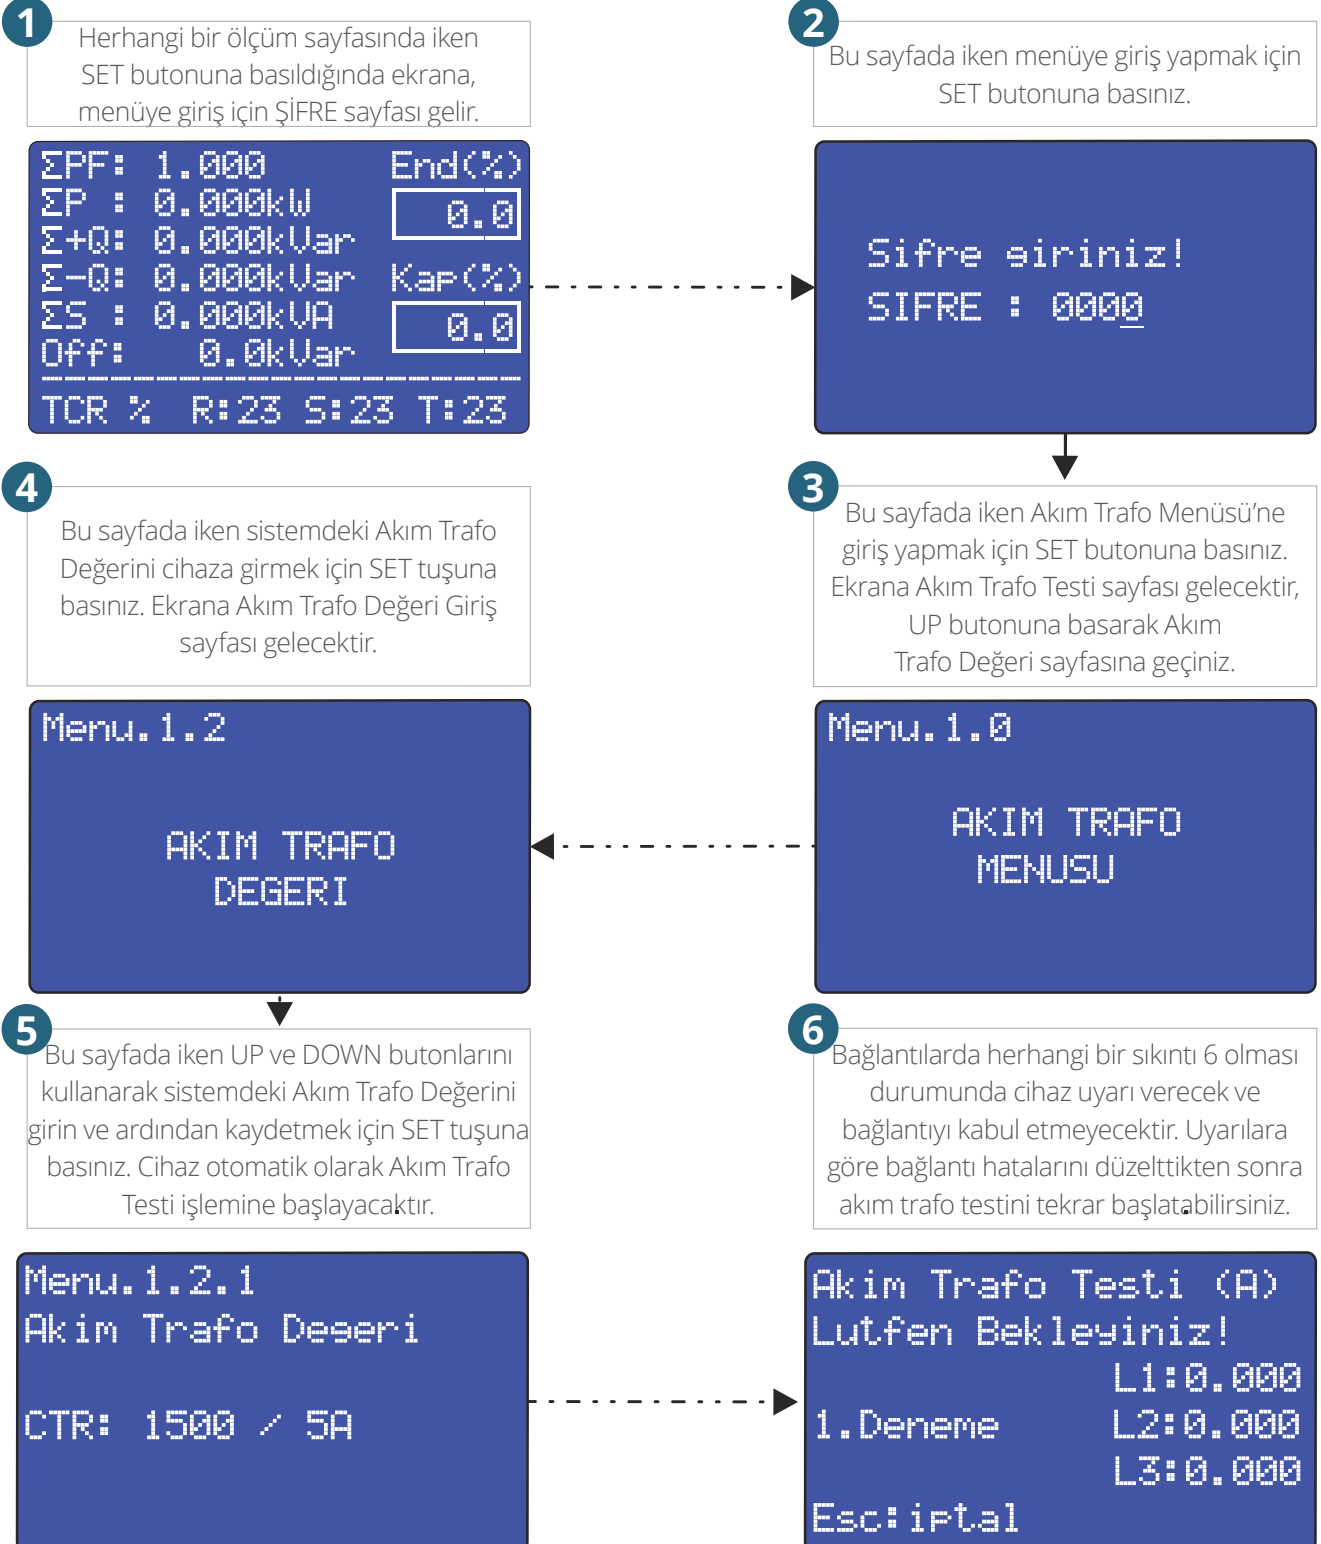 1
Herhangi bir ölçüm sayfasında iken
SET butonuna basıldığında ekrana,
menüye giriş için ŞİFRE sayfası gelir.
ΣPF: 1.000 End(%)
ΣP : 0.000kW 0.0
Σ+Q: 0.000kVar
Σ-Q: 0.000kVar Kap(%)
ΣS : 0.000kVA 0.0
Off: 0.0kVar
TCR % R:23 S:23 T:23
2
Bu sayfada iken menüye giriş yapmak için
SET butonuna basınız.
Sifre giriniz!
SIFRE : 0000
3
Bu sayfada iken Akım Trafo Menüsü’ne
giriş yapmak için SET butonuna basınız.
Ekrana Akım Trafo Testi sayfası gelecektir,
UP butonuna basarak Akım
Trafo Değeri sayfasına geçiniz.
Menu.1.0
AKIM TRAFO
MENUSU
4
Bu sayfada iken sistemdeki Akım Trafo
Değerini cihaza girmek için SET tuşuna
basınız. Ekrana Akım Trafo Değeri Giriş
sayfası gelecektir.
Menu.1.2
AKIM TRAFO
DEGERI
5
Bu sayfada iken UP ve DOWN butonlarını
kullanarak sistemdeki Akım Trafo Değerini
girin ve ardından kaydetmek için SET tuşuna
basınız. Cihaz otomatik olarak Akım Trafo
Testi işlemine başlayacaktır.
Menu.1.2.1
Akim Trafo Degeri
CTR: 1500 / 5A
6
Bağlantılarda herhangi bir sıkıntı 6 olması
durumunda cihaz uyarı verecek ve
bağlantıyı kabul etmeyecektir. Uyarılara
göre bağlantı hatalarını düzelttikten sonra
akım trafo testini tekrar başlatabilirsiniz.
Akim Trafo Testi (A)
Lutfen Bekleyiniz!
L1:0.000
1.Deneme L2:0.000
L3:0.000
Esc:iptal